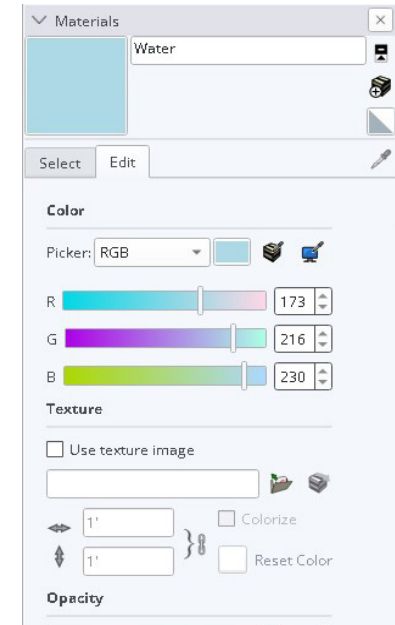 Materials
Water
Select Edit
Color
Picker: RGB
R 173
G 216
B 230
Texture
Use texture image
1' Colorize
1' Reset Color
Opacity